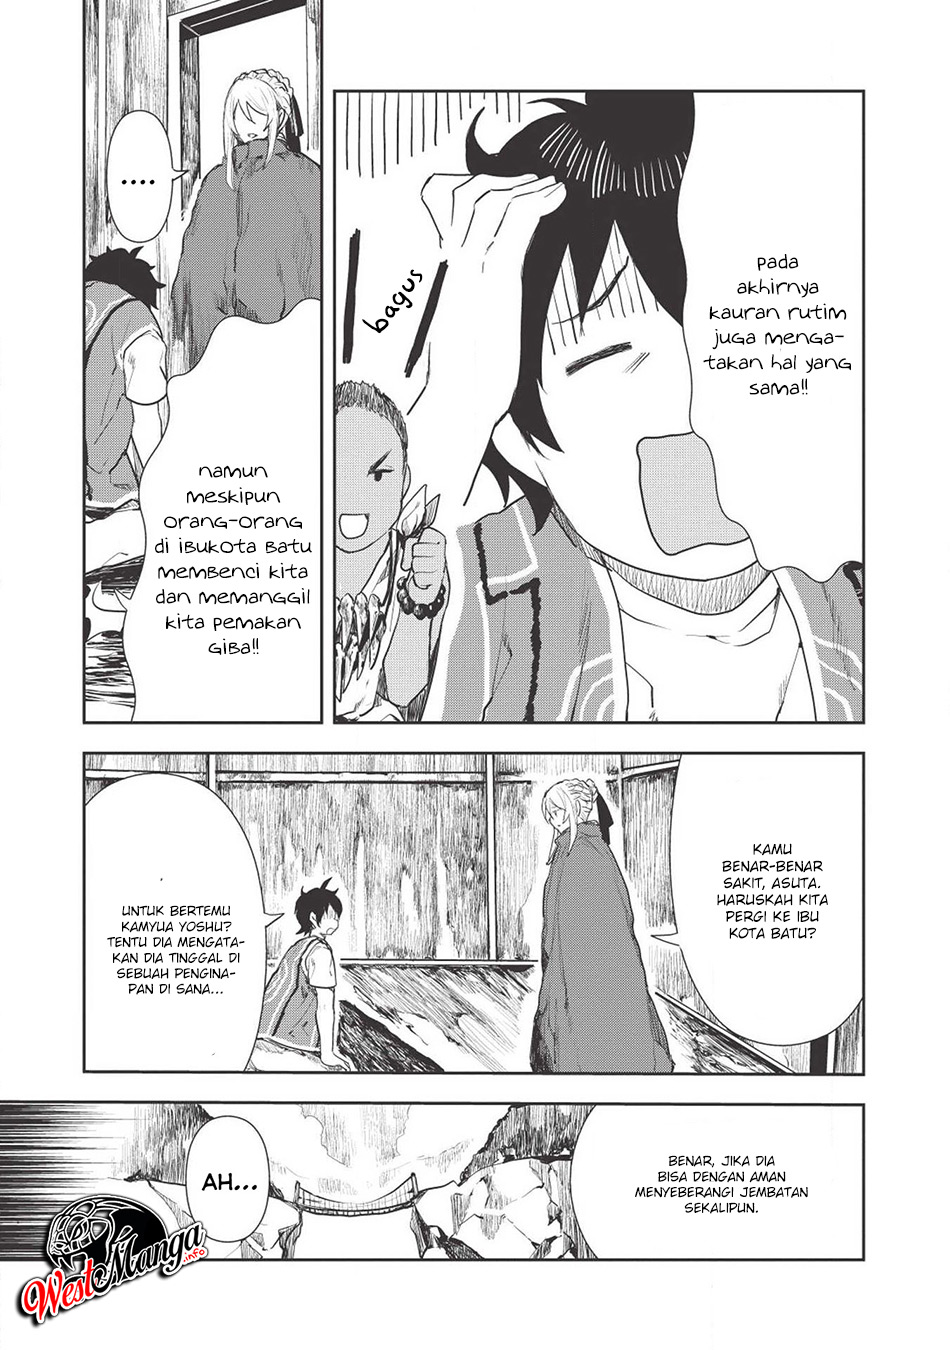 Pada
akhirnya
kauran rutim
juga menga-
takan hal yang
sama!!
bagus
....
namun
meskipun
orang-orang
di ibukota Batu
membenci kita
dan memanggil
kita pemakan
Giba!!
KAMU
BENAR-BENAR
SAKIT, ASUTA.
HARUSKAH KITA
PERGI KE IBU
KOTA BATU?
UNTUK BERTEMU
KAMYUA YOSHU?
TENTU DIA MENGATA-
KAN DIA TINGGAL DI
SEBUAH PENGINA-
PAN DI SANA...
BENAR, JIKA DIA
BISA DENGAN AMAN
MENYEBERANGI JEMBATAN
SEKALIPUN.
AH...
WestManga
.info